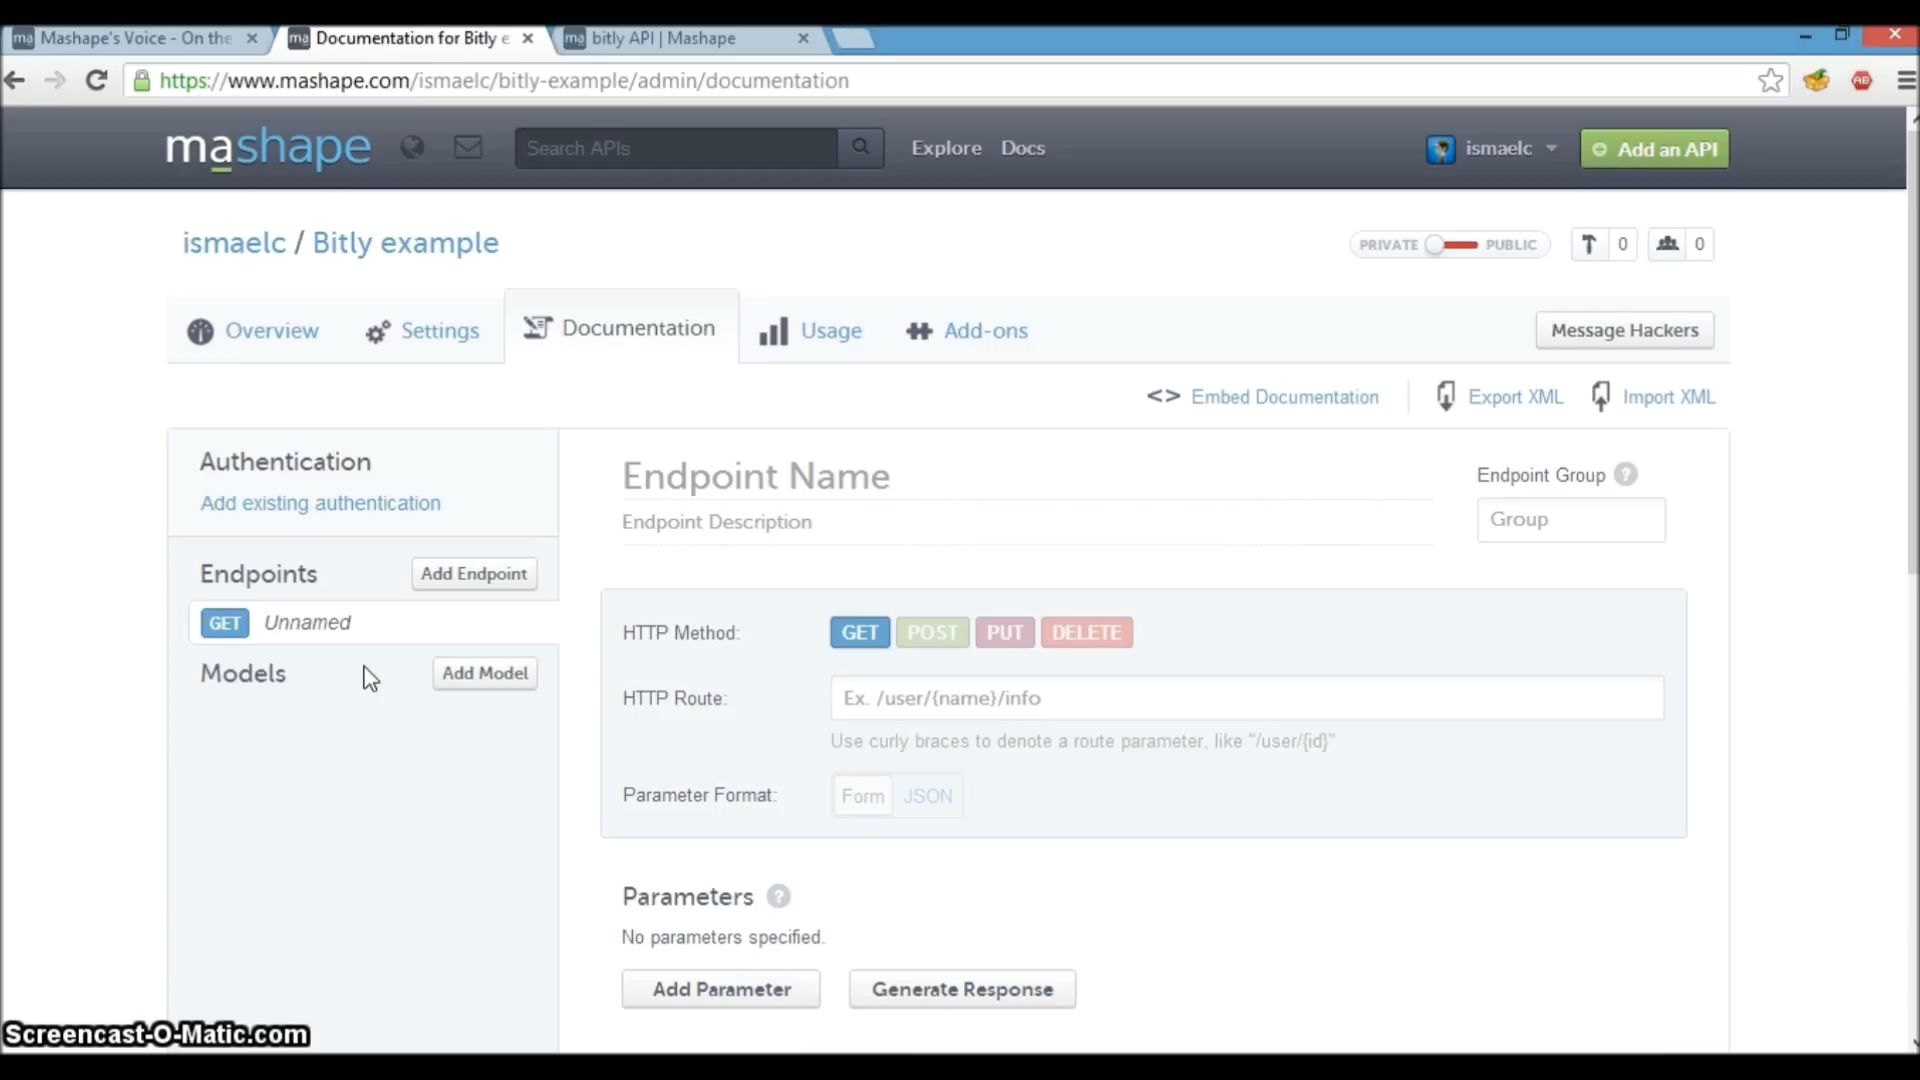 Mashape's Voice - On the
Documentation for Bitly e
bitly API | Mashape
https://www.mashape.com/ismaelc/bitly-example/admin/documentation
mashape
Search APIs
Explore
Docs
ismaelc
Add an API
ismaelc / Bitly example
PRIVATE
PUBLIC
0
0
Overview
Settings
Documentation
Usage
Add-ons
Message Hackers
<> Embed Documentation
Export XML
Import XML
Authentication
Add existing authentication
Endpoints
Add Endpoint
GET Unnamed
Models
Add Model
Endpoint Name
Endpoint Description
Endpoint Group ?
Group
HTTP Method:
GET POST PUT DELETE
HTTP Route:
Ex. /user/{name}/info
Use curly braces to denote a route parameter, like "/user/{id}"
Parameter Format:
Form JSON
Parameters ?
No parameters specified.
Add Parameter
Generate Response
Screencast-O-Matic.com